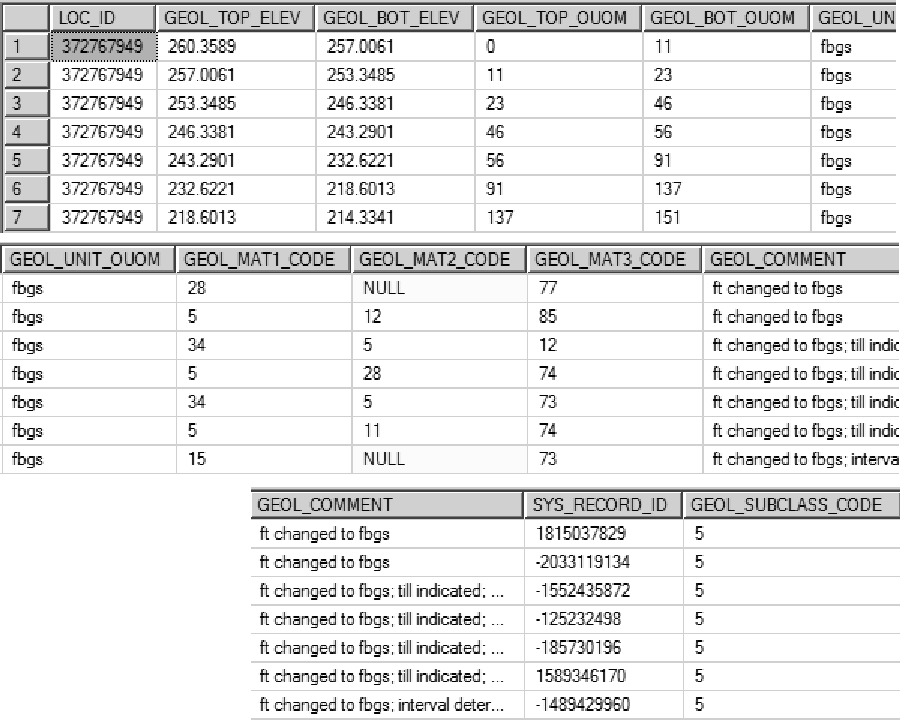 LOC_ID GEOL_TOP_ELEV GEOL_BOT_ELEV GEOL_TOP_OUOM GEOL_BOT_OUOM GEOL_UN
1 372767949 260.3589 257.0061 0 11 fbgs
2 372767949 257.0061 253.3485 11 23 fbgs
3 372767949 253.3485 246.3381 23 46 fbgs
4 372767949 246.3381 243.2901 46 56 fbgs
5 372767949 243.2901 232.6221 56 91 fbgs
6 372767949 232.6221 218.6013 91 137 fbgs
7 372767949 218.6013 214.3341 137 151 fbgs
GEOL_UNIT_OUOM GEOL_MAT1_CODE GEOL_MAT2_CODE GEOL_MAT3_CODE GEOL_COMMENT
fbgs 28 NULL 77 ft changed to fbgs
fbgs 5 12 85 ft changed to fbgs
fbgs 34 5 12 ft changed to fbgs; till indic
fbgs 5 28 74 ft changed to fbgs; till indic
fbgs 34 5 73 ft changed to fbgs; till indic
fbgs 5 11 74 ft changed to fbgs; till indic
fbgs 15 NULL 73 ft changed to fbgs; interva
GEOL_COMMENT SYS_RECORD_ID GEOL_SUBCLASS_CODE
ft changed to fbgs 1815037829 5
ft changed to fbgs -2033119134 5
ft changed to fbgs; till indicated; ... -1552435872 5
ft changed to fbgs; till indicated; ... -125232498 5
ft changed to fbgs; till indicated; ... -185730196 5
ft changed to fbgs; till indicated; ... 1589346170 5
ft changed to fbgs; interval deter... -1489429960 5